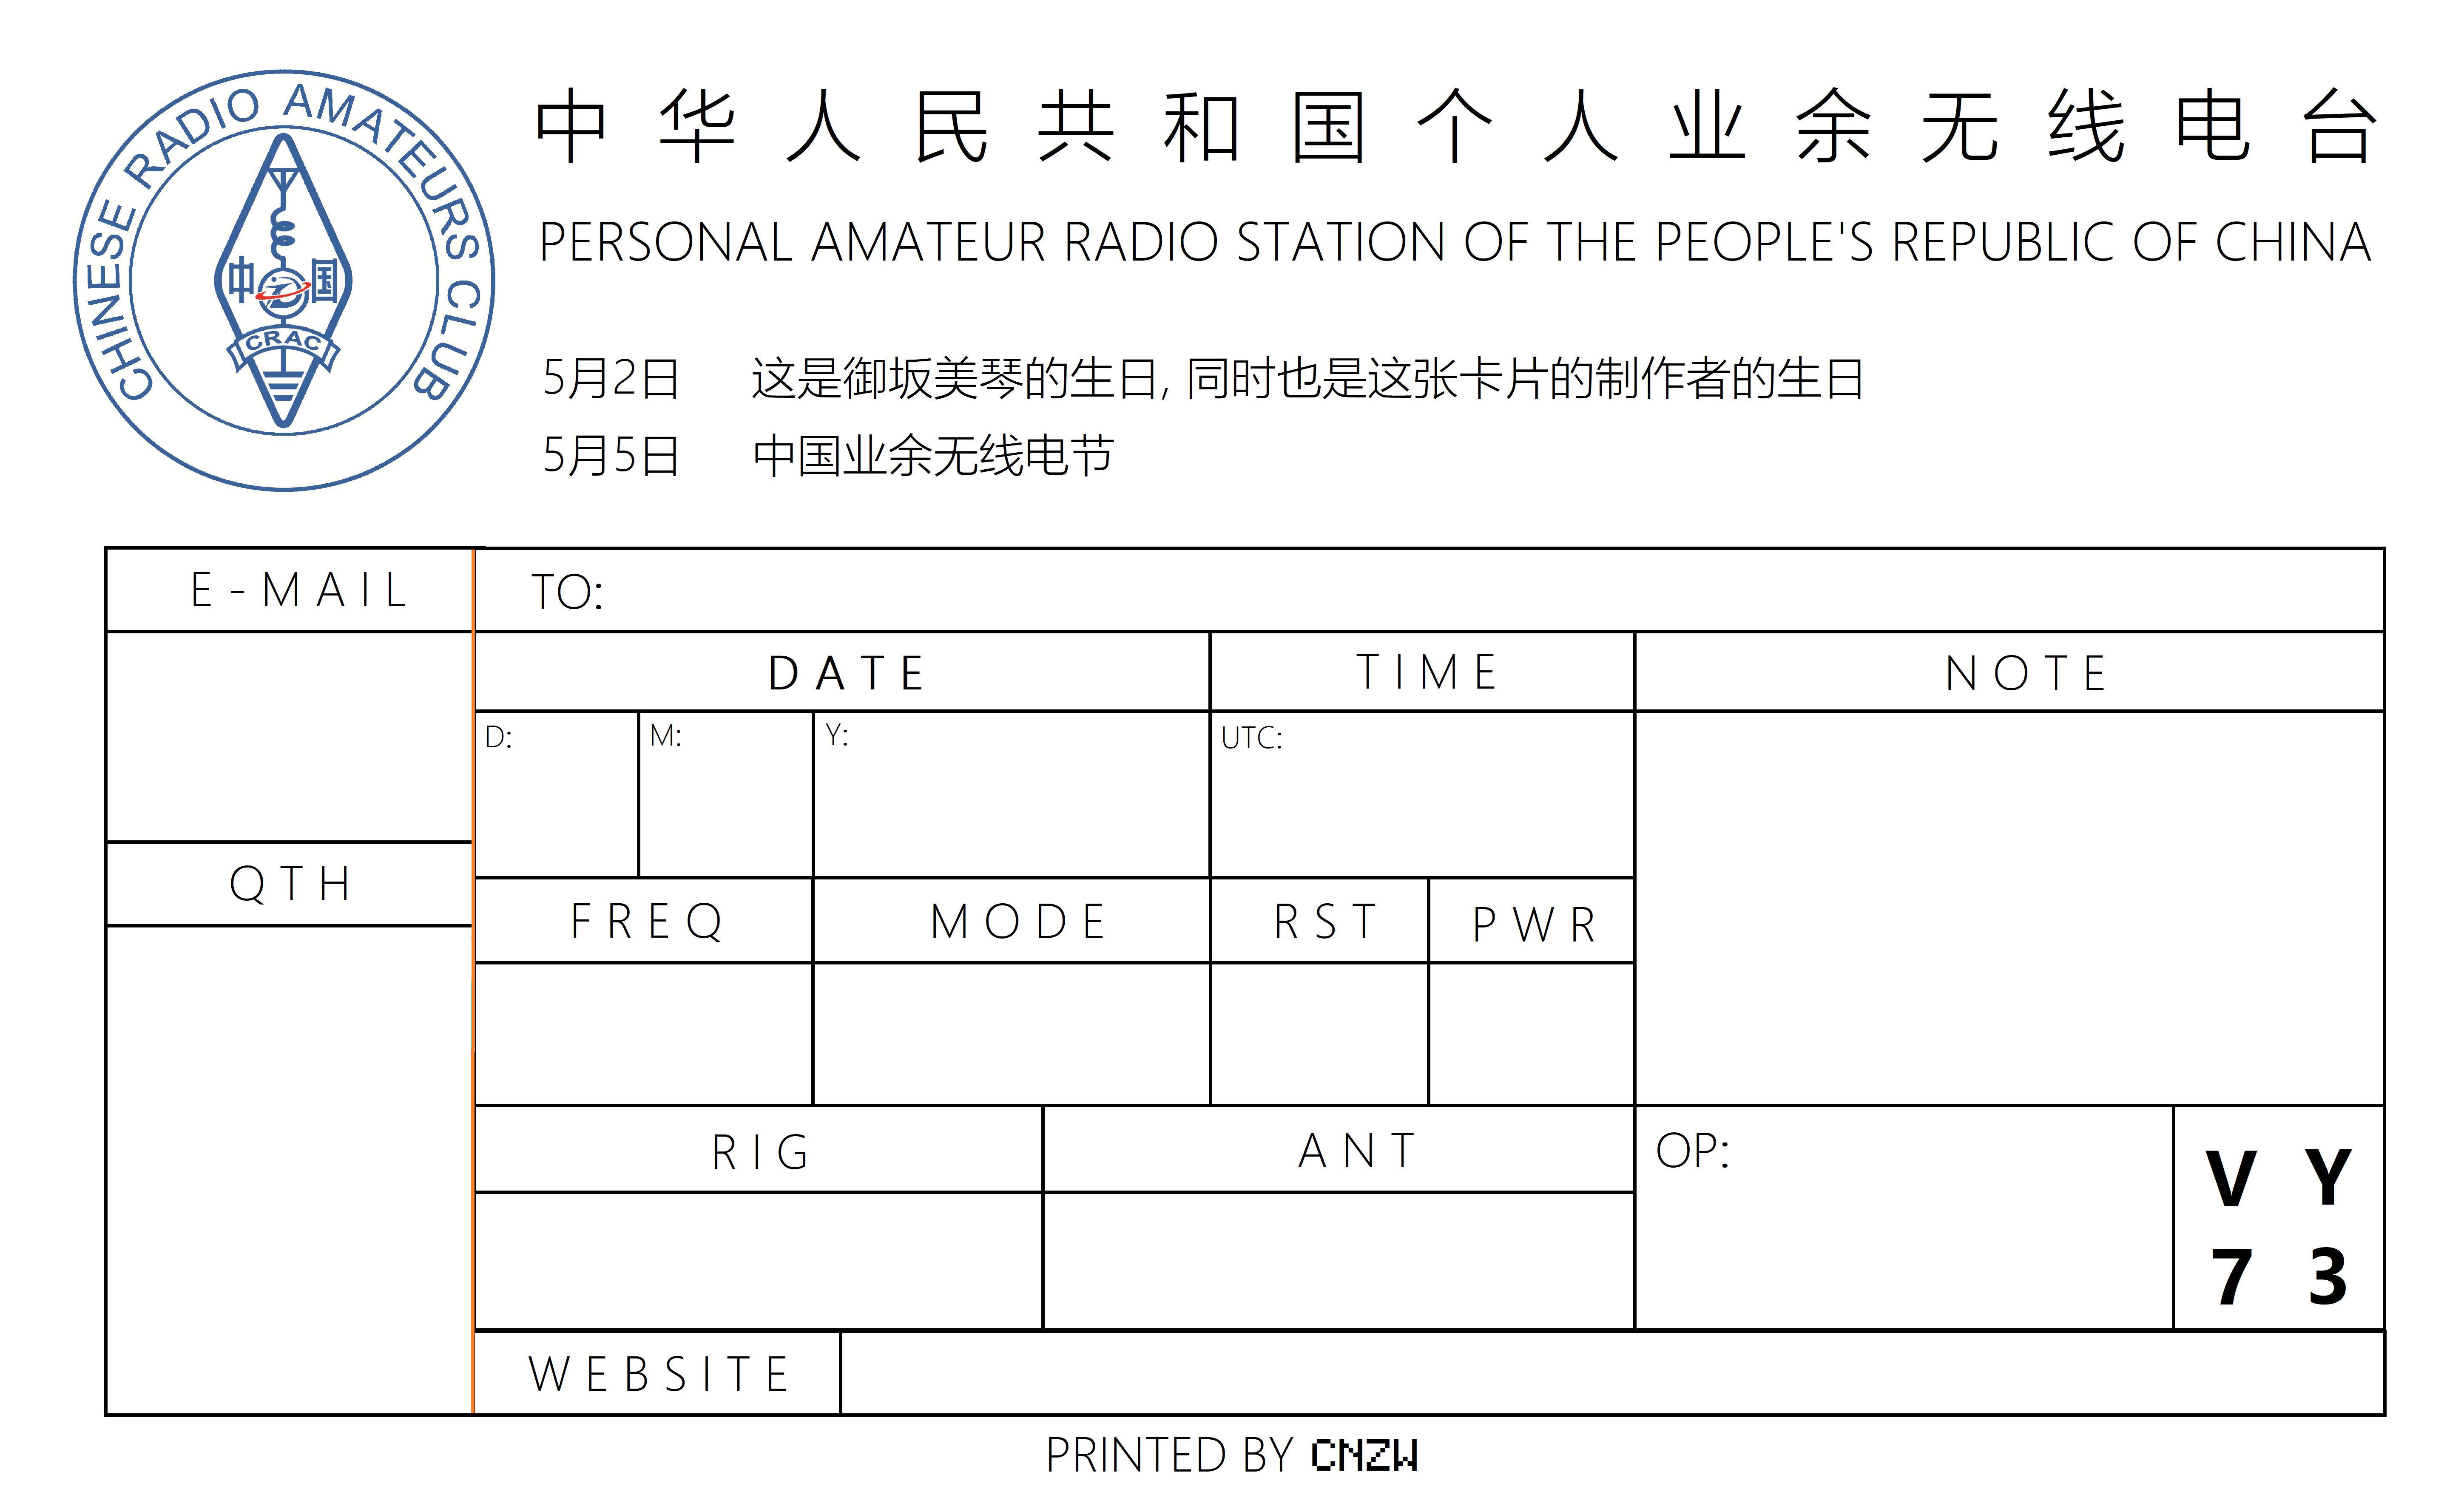 CHINESE RADIO AMATEURS CLUB
中国
CRAC
中华人民共和国个人业余无线电台
PERSONAL AMATEUR RADIO STATION OF THE PEOPLE'S REPUBLIC OF CHINA
5月2日 这是御坂美琴的生日, 同时也是这张卡片的制作者的生日
5月5日 中国业余无线电节
E-MAIL TO:
DATE TIME NOTE
D: M: Y: UTC:
QTH
FREQ MODE RST PWR
RIG ANT OP:
VY
73
WEBSITE
PRINTED BY CNZW